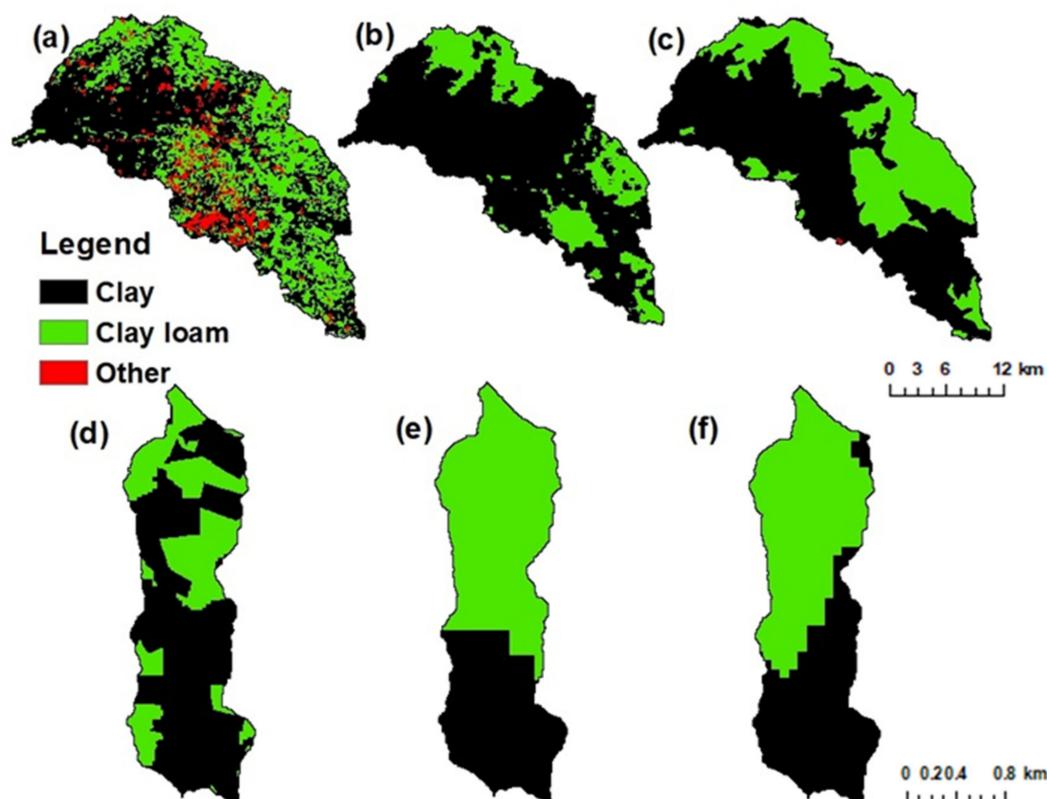 (a) (b) (c)
Legend
Clay
Clay loam
Other
0 3 6 12 km
(d) (e) (f)
0 0.20.4 0.8 km